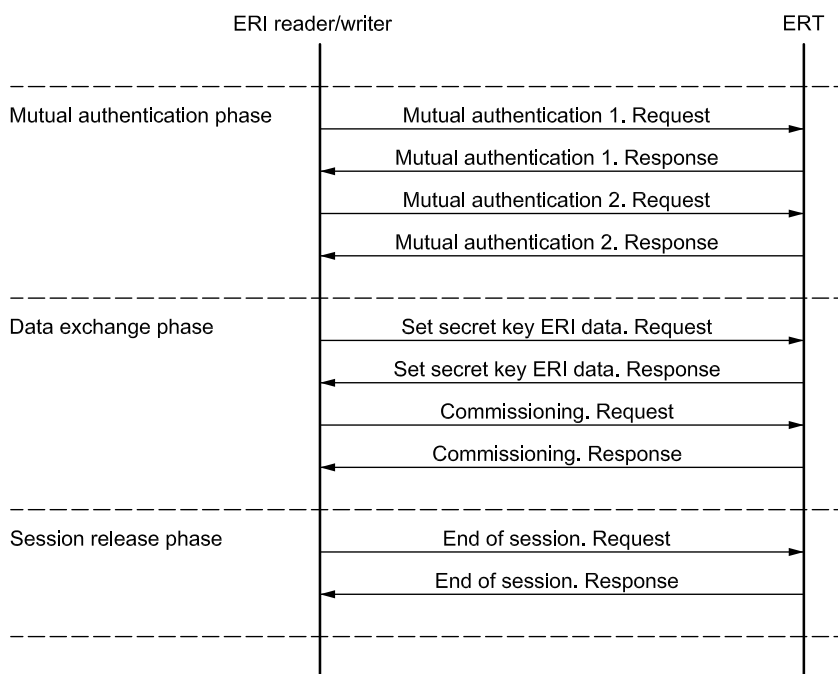 ERI reader/writer
ERT
Mutual authentication phase
Mutual authentication 1. Request
Mutual authentication 1. Response
Mutual authentication 2. Request
Mutual authentication 2. Response
Data exchange phase
Set secret key ERI data. Request
Set secret key ERI data. Response
Commissioning. Request
Commissioning. Response
Session release phase
End of session. Request
End of session. Response